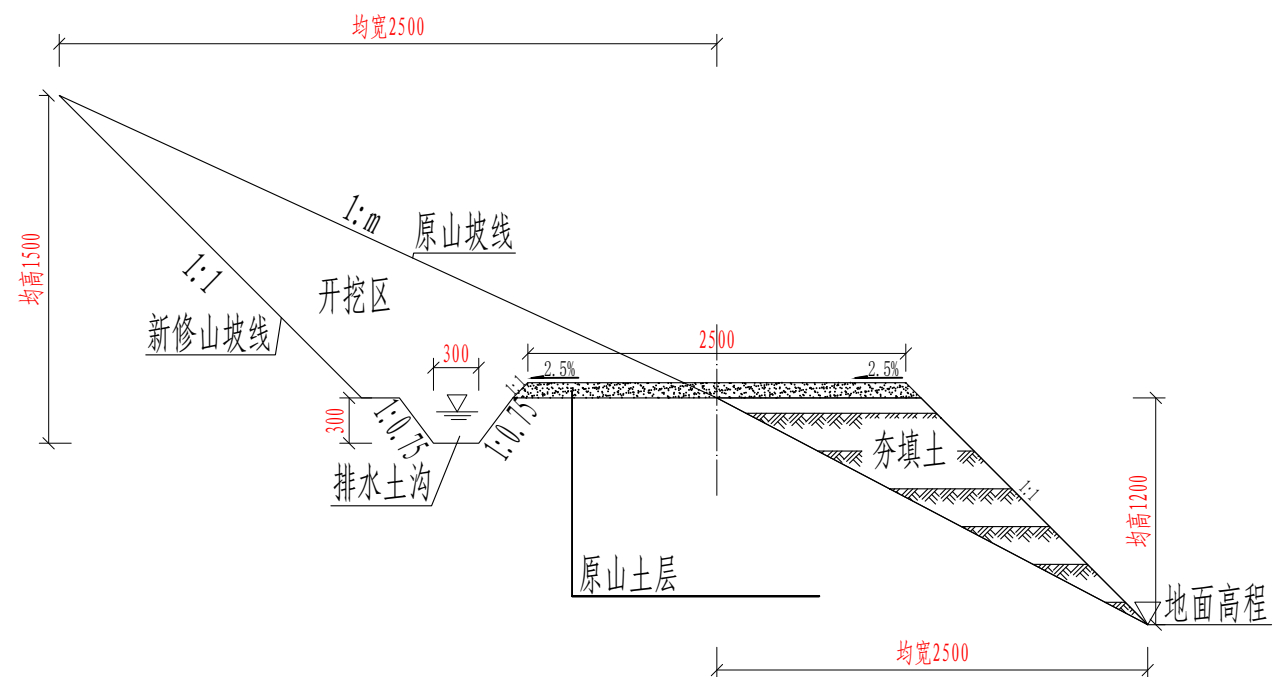 均宽2500
1:m
原山坡线
均高1500
1:1
开挖区
新修山坡线
300
2500
2.5%
2.5%
1:1
300
1:0.75
1:0.75
排水土沟
夯填土
1:1
均高1200
原山土层
地面高程
均宽2500